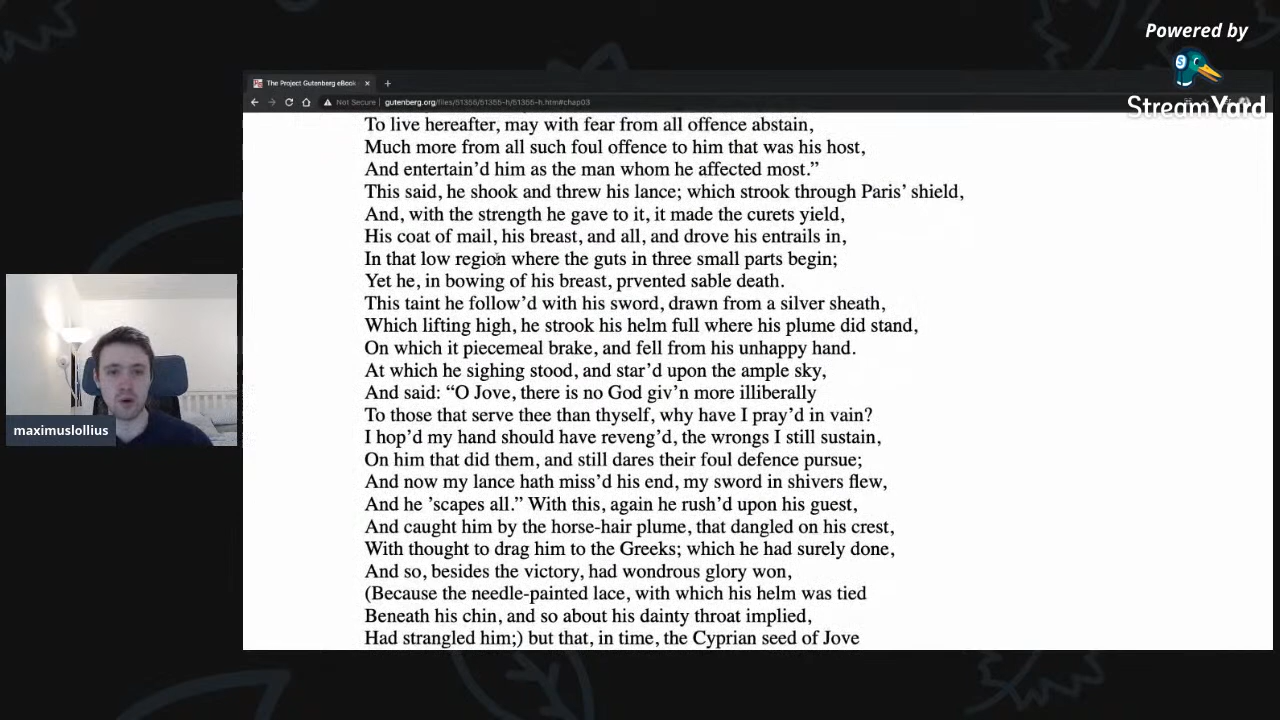 Powered by
StreamYard
The Project Gutenberg eBook
Not Secure | gutenberg.org/files/51355/51355-h/51355-h.htm#chap03
To live hereafter, may with fear from all offence abstain,
Much more from all such foul offence to him that was his host,
And entertain’d him as the man whom he affected most.”
This said, he shook and threw his lance; which strook through Paris’ shield,
And, with the strength he gave to it, it made the curets yield,
His coat of mail, his breast, and all, and drove his entrails in,
In that low region where the guts in three small parts begin;
Yet he, in bowing of his breast, prvented sable death.
This taint he follow’d with his sword, drawn from a silver sheath,
Which lifting high, he strook his helm full where his plume did stand,
On which it piecemeal brake, and fell from his unhappy hand.
At which he sighing stood, and star’d upon the ample sky,
And said: “O Jove, there is no God giv’n more illiberally
To those that serve thee than thyself, why have I pray’d in vain?
I hop’d my hand should have reveng’d, the wrongs I still sustain,
On him that did them, and still dares their foul defence pursue;
And now my lance hath miss’d his end, my sword in shivers flew,
And he ’scapes all.” With this, again he rush’d upon his guest,
And caught him by the horse-hair plume, that dangled on his crest,
With thought to drag him to the Greeks; which he had surely done,
And so, besides the victory, had wondrous glory won,
(Because the needle-painted lace, with which his helm was tied
Beneath his chin, and so about his dainty throat implied,
Had strangled him;) but that, in time, the Cyprian seed of Jove
maximuslollius